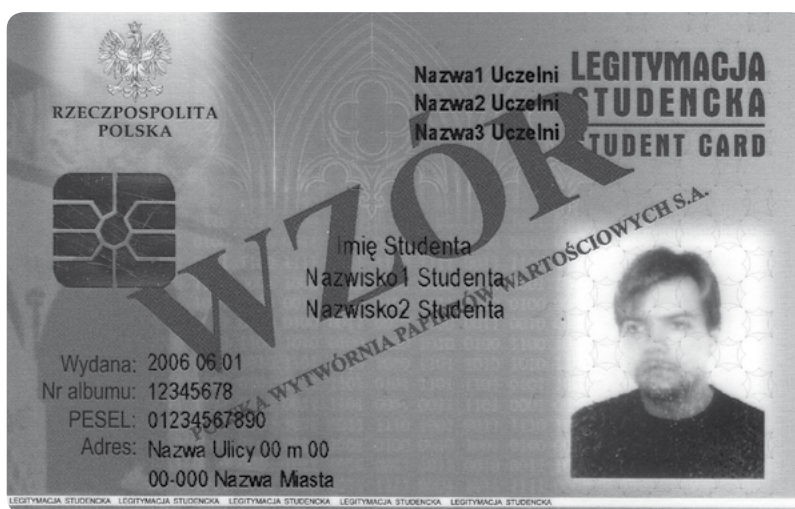 RZECZPOSPOLITA
POLSKA
Nazwa1 Uczelni
Nazwa2 Uczelni
Nazwa3 Uczelni
LEGITYMACJA
STUDENCKA
STUDENT CARD
WZÓR
POLSKA WYTWÓRNIA PAPIERÓW WARTOŚCIOWYCH S.A.
Imię Studenta
Nazwisko1 Studenta
Nazwisko2 Studenta
Wydana: 2006 06 01
Nr albumu: 12345678
PESEL: 01234567890
Adres: Nazwa Ulicy 00 m 00
00-000 Nazwa Miasta
LEGITYMACJA STUDENCKA LEGITYMACJA STUDENCKA LEGITYMACJA STUDENCKA LEGITYMACJA STUDENCKA LEGITYMACJA STUDENCKA